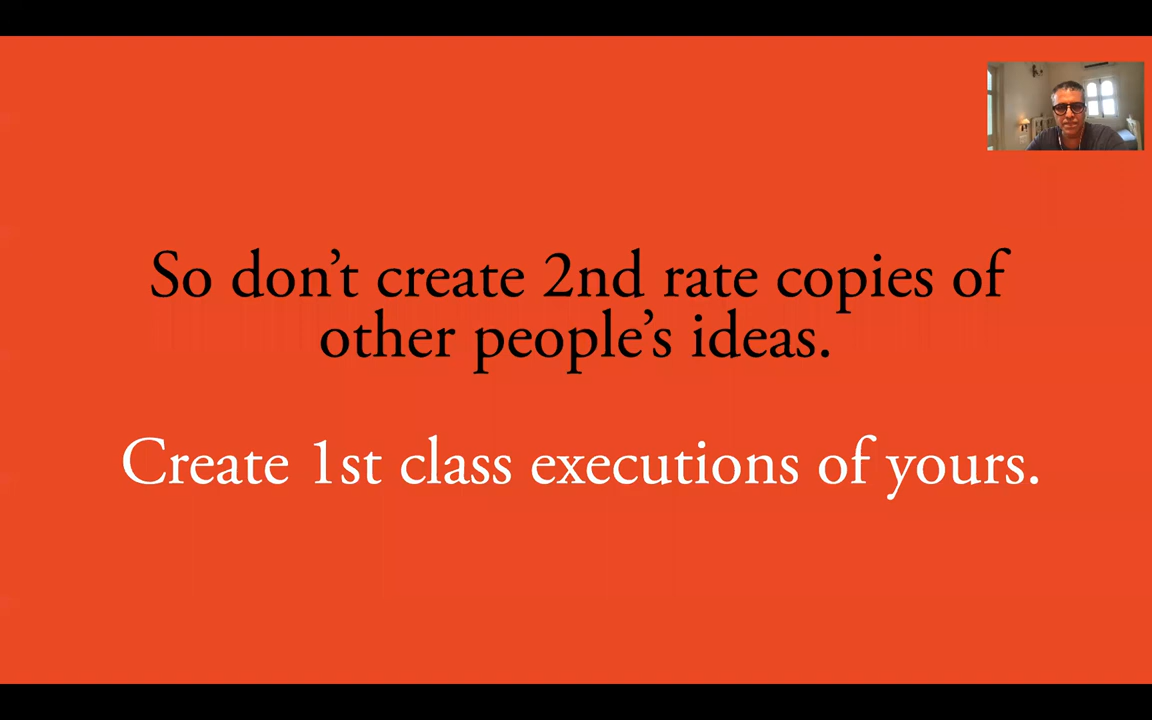 So don’t create 2nd rate copies of
other people’s ideas.
Create 1st class executions of yours.